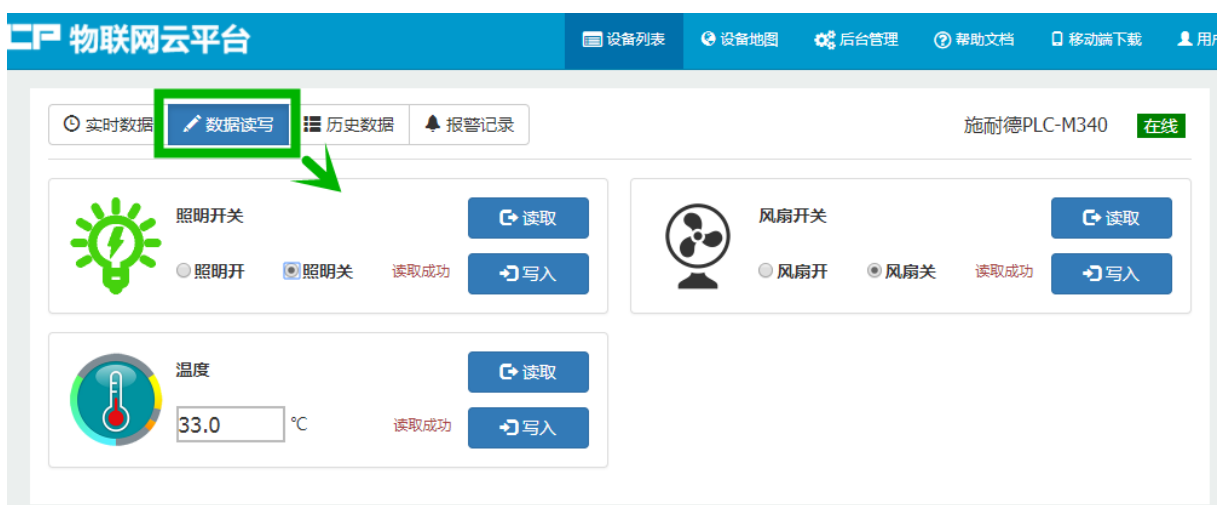 物联网云平台 设备列表 设备地图 后台管理 帮助文档 移动端下载
实时数据 数据读写 历史数据 报警记录 施耐德PLC-M340 在线
照明开关 读取
照明开 照明关 读取成功 写入
风扇开关 读取
风扇开 风扇关 读取成功 写入
温度 读取
33.0 ℃ 读取成功 写入